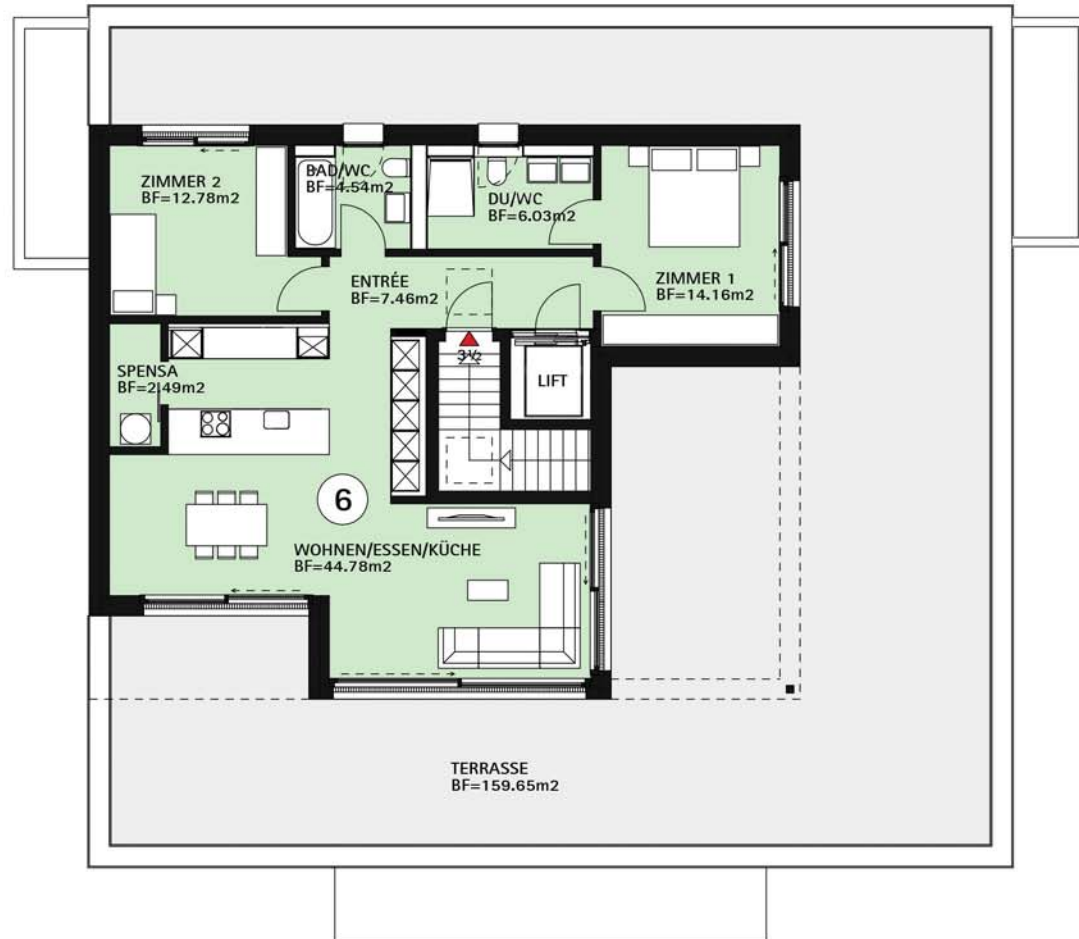 ZIMMER 2
BF=12.78m2
BAD/WC
BF=4.54m2
DU/WC
BF=6.03m2
ENTRÉE
BF=7.46m2
ZIMMER 1
BF=14.16m2
3½
SPENSA
BF=2.49m2
LIFT
6
WOHNEN/ESSEN/KÜCHE
BF=44.78m2
TERRASSE
BF=159.65m2